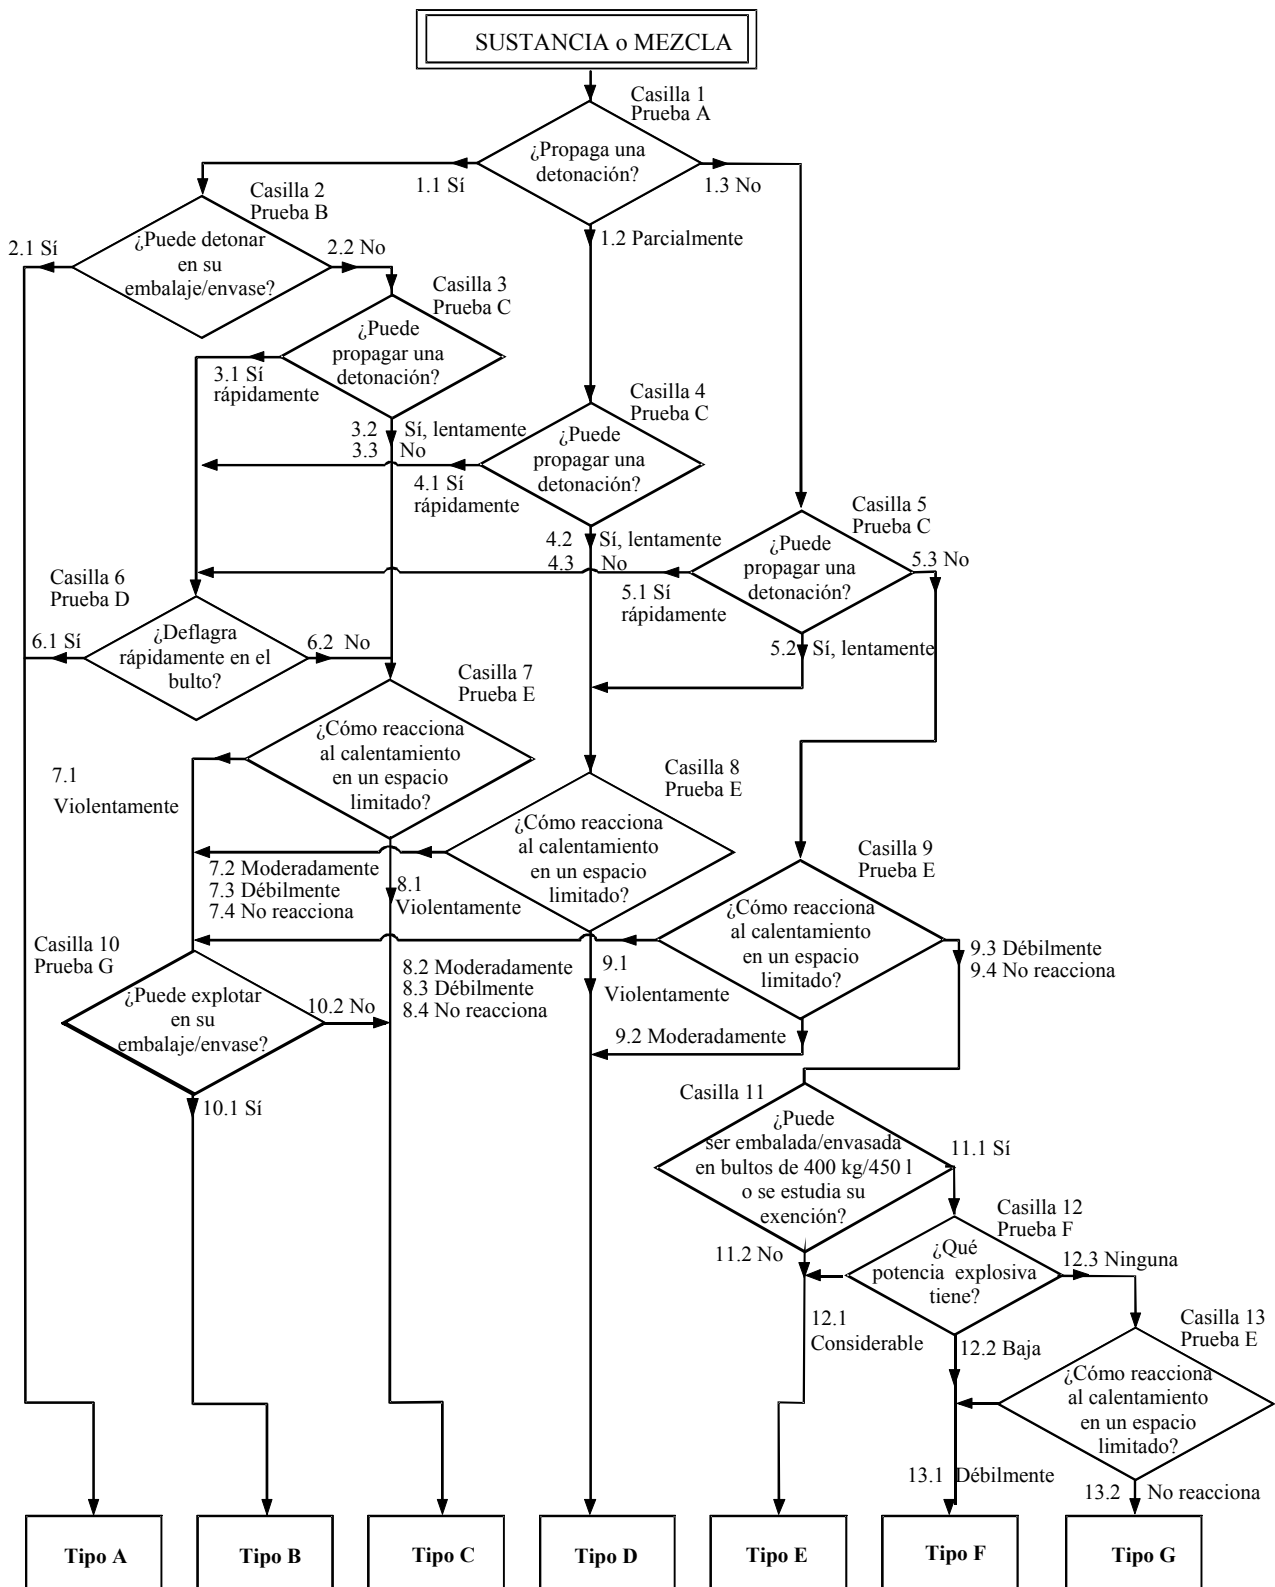 SUSTANCIA o MEZCLA
Casilla 1
Prueba A
¿Propaga una
detonación?
1.1 Sí
1.3 No
1.2 Parcialmente
Casilla 2
Prueba B
¿Puede detonar
en su
embalaje/envase?
2.1 Sí
2.2 No
Casilla 3
Prueba C
¿Puede
propagar una
detonación?
3.1 Sí
rápidamente
3.2 Sí, lentamente
3.3 No
Casilla 4
Prueba C
¿Puede
propagar una
detonación?
4.1 Sí
rápidamente
4.2 Sí, lentamente
4.3 No
Casilla 5
Prueba C
¿Puede
propagar una
detonación?
5.3 No
5.1 Sí
rápidamente
5.2 Sí, lentamente
Casilla 6
Prueba D
¿Deflagra
rápidamente en el
bulto?
6.1 Sí
6.2 No
Casilla 7
Prueba E
¿Cómo reacciona
al calentamiento
en un espacio
limitado?
7.1
Violentamente
7.2 Moderadamente
7.3 Débilmente
7.4 No reacciona
Casilla 8
Prueba E
¿Cómo reacciona
al calentamiento
en un espacio
limitado?
8.1
Violentamente
8.2 Moderadamente
8.3 Débilmente
8.4 No reacciona
Casilla 9
Prueba E
¿Cómo reacciona
al calentamiento
en un espacio
limitado?
9.1
Violentamente
9.2 Moderadamente
9.3 Débilmente
9.4 No reacciona
Casilla 10
Prueba G
¿Puede explotar
en su
embalaje/envase?
10.2 No
10.1 Sí
Casilla 11
¿Puede
ser embalada/envasada
en bultos de 400 kg/450 l
o se estudia su
exención?
11.1 Sí
11.2 No
Casilla 12
Prueba F
¿Qué
potencia explosiva
tiene?
12.3 Ninguna
12.1
Considerable
12.2 Baja
Casilla 13
Prueba E
¿Cómo reacciona
al calentamiento
en un espacio
limitado?
13.1 Débilmente
13.2 No reacciona
Tipo A
Tipo B
Tipo C
Tipo D
Tipo E
Tipo F
Tipo G